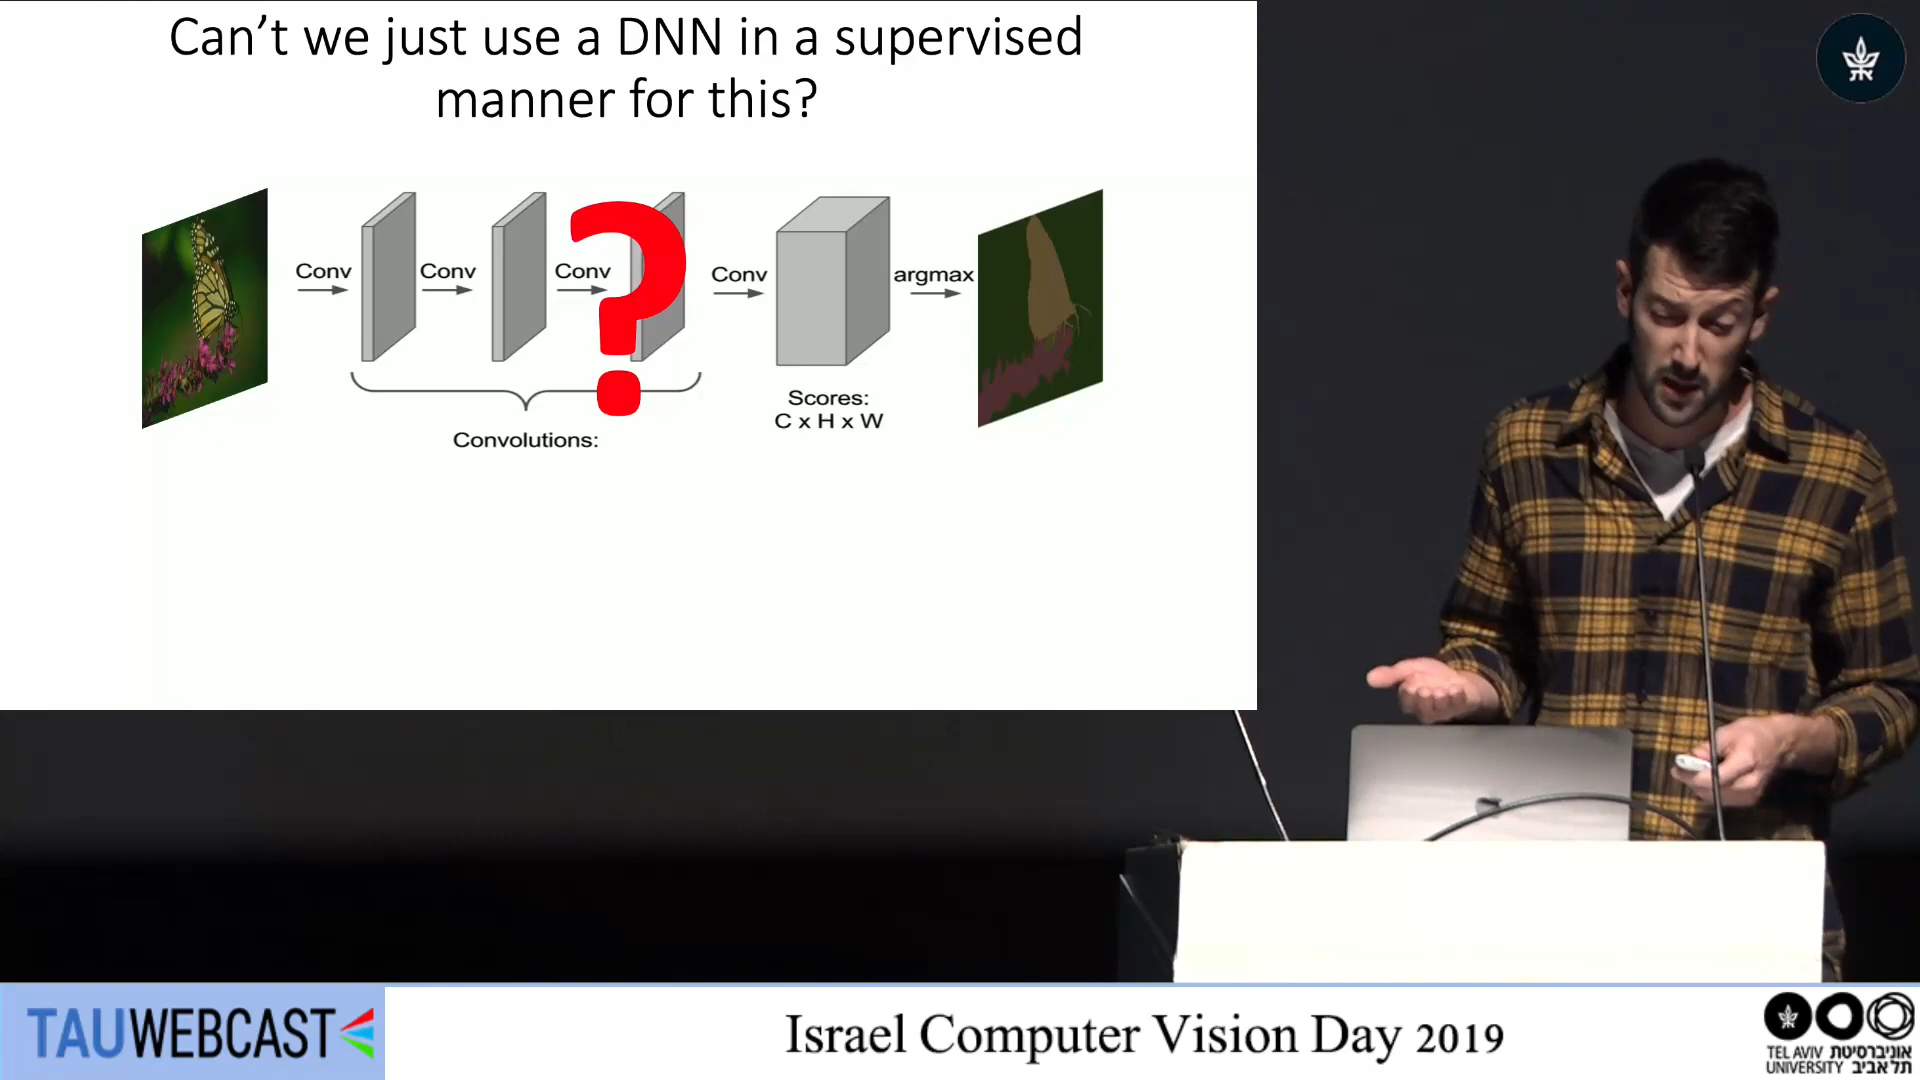 Can’t we just use a DNN in a supervised
manner for this?
Conv
Conv
Conv
Conv
argmax
?
Scores:
C x H x W
Convolutions:
TAUWEBCAST
Israel Computer Vision Day 2019
TEL AVIV אוניברסיטת
UNIVERSITY תל אביב